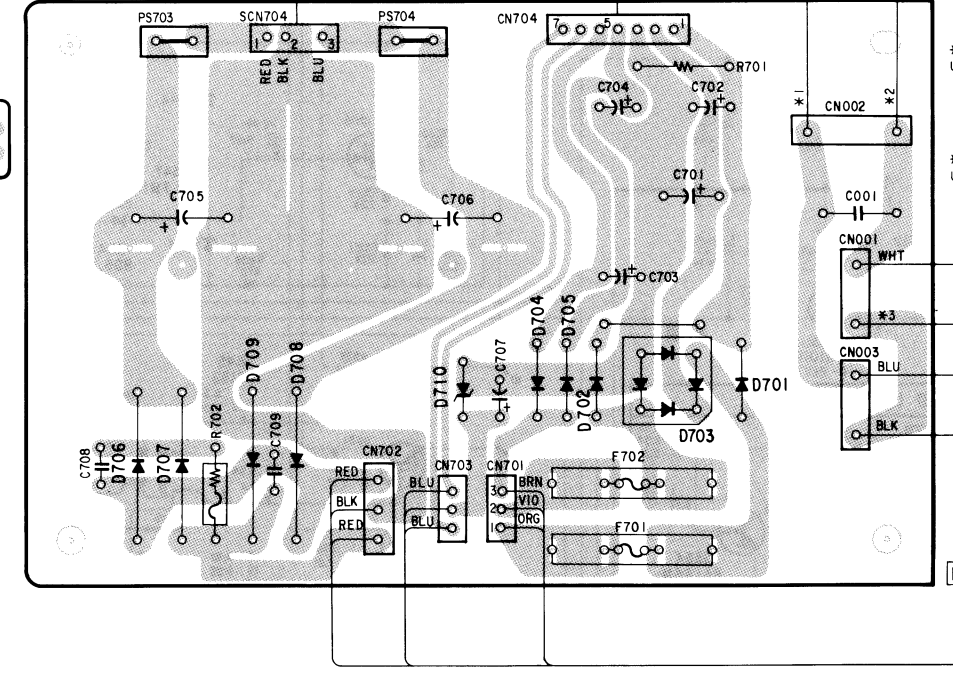 PS703
SCN704
PS704
CN704
1 2 3
7 5 1
RED
BLK
BLU
R701
C704
C702
*1
*2
CN002
C701
C705
C706
C001
CN001
WHT
C703
*3
D704
D705
CN003
BLU
D709
D708
D710
C707
D702
D701
BLK
D703
R702
C709
C708
D706
D707
CN702
CN703
CN701
F702
RED
BLU
3
BRN
BLK
2
VIO
RED
BLU
1
ORG
F701